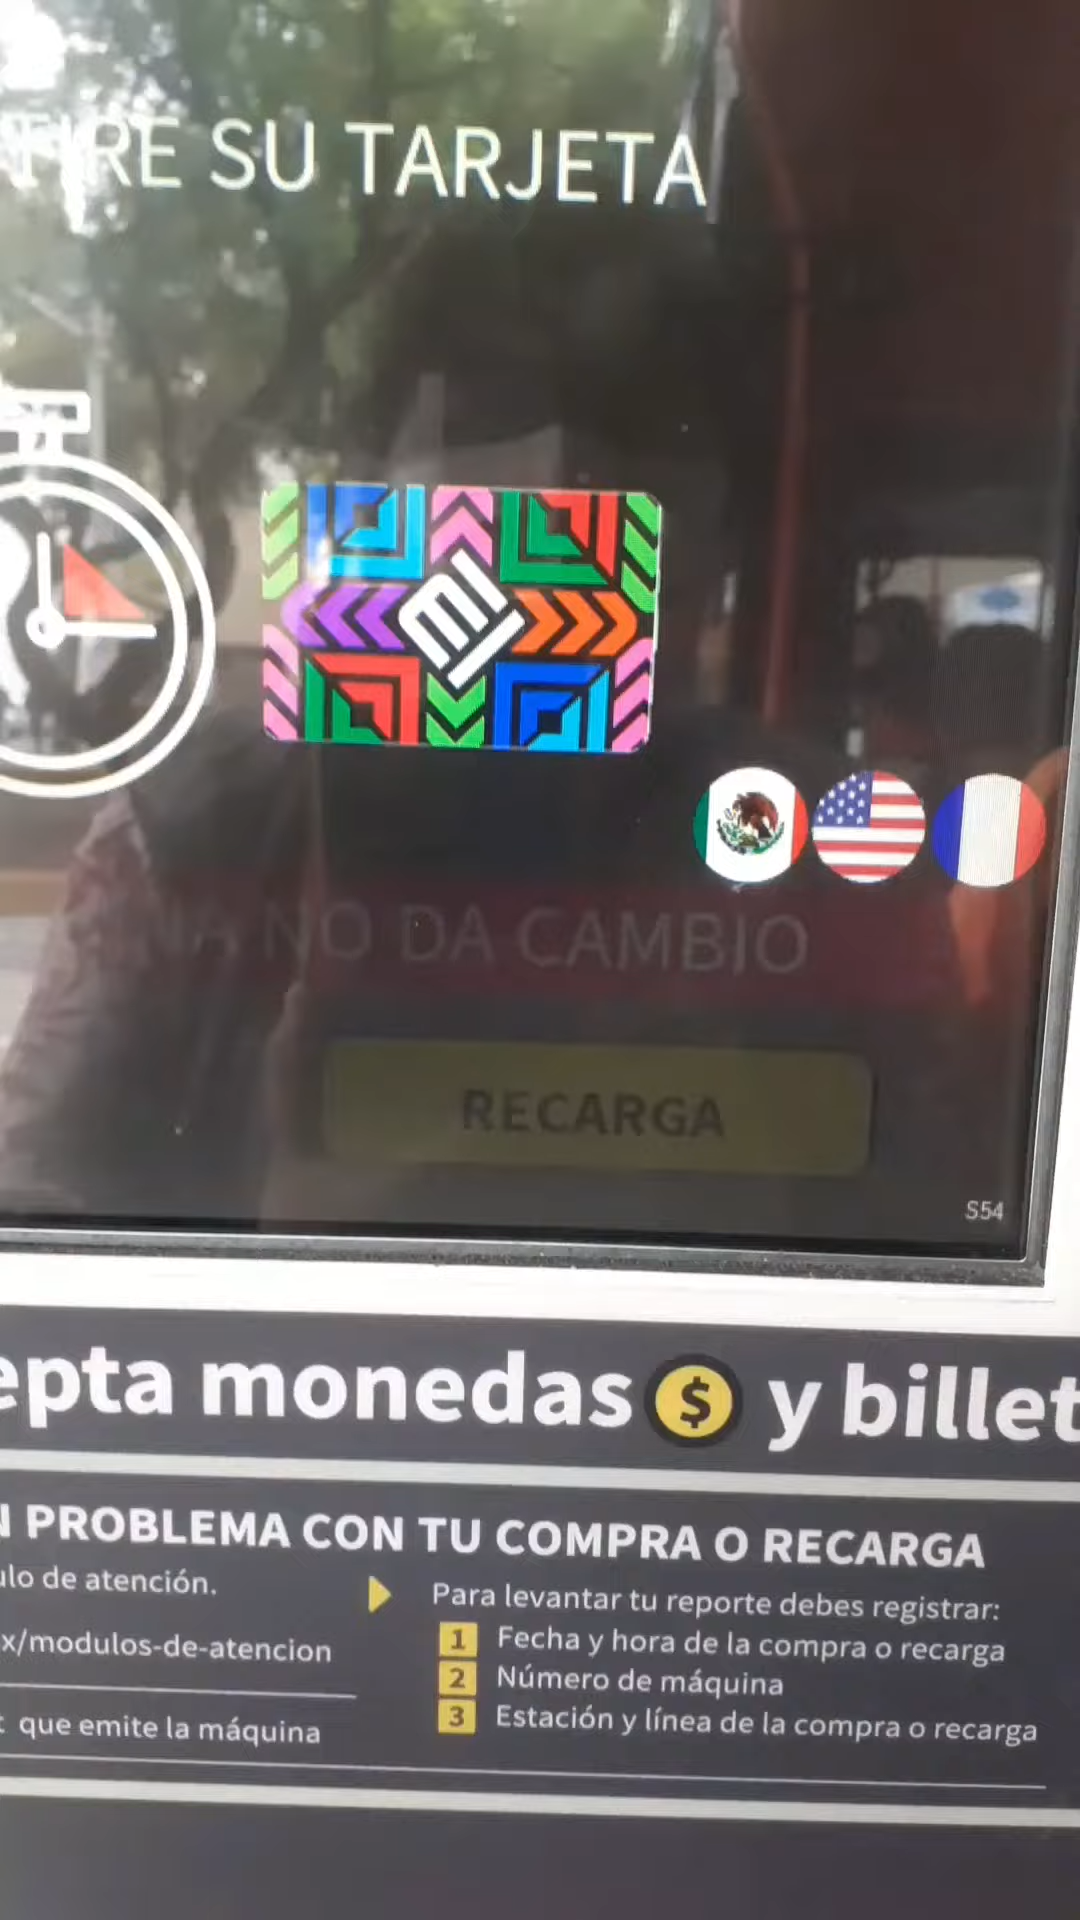 TIRE SU TARJETA
NO DA CAMBIO
RECARGA
S54
epta monedas $ y billet
N PROBLEMA CON TU COMPRA O RECARGA
ulo de atención.
Para levantar tu reporte debes registrar:
1 Fecha y hora de la compra o recarga
x/modulos-de-atencion
2 Número de máquina
3 Estación y línea de la compra o recarga
que emite la máquina